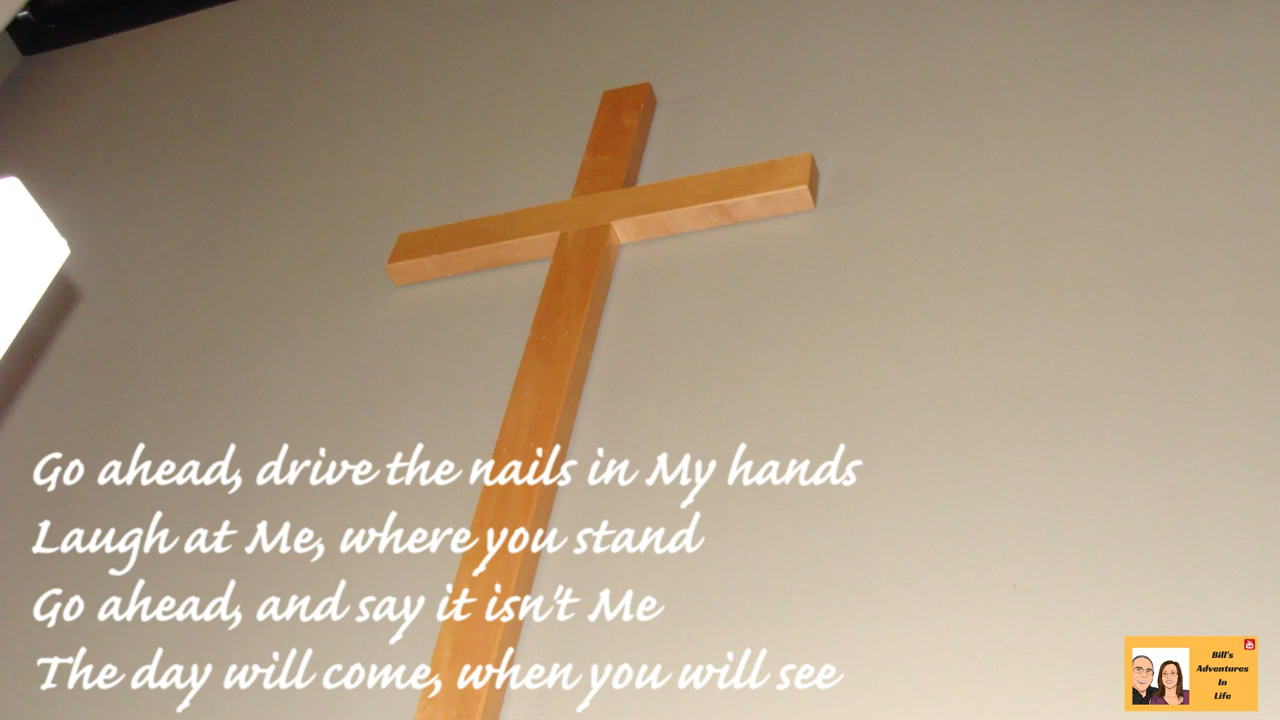 Go ahead, drive the nails in My hands
Laugh at Me, where you stand
Go ahead, and say it isn't Me
The day will come, when you will see
Bill's
Adventures
In
Life